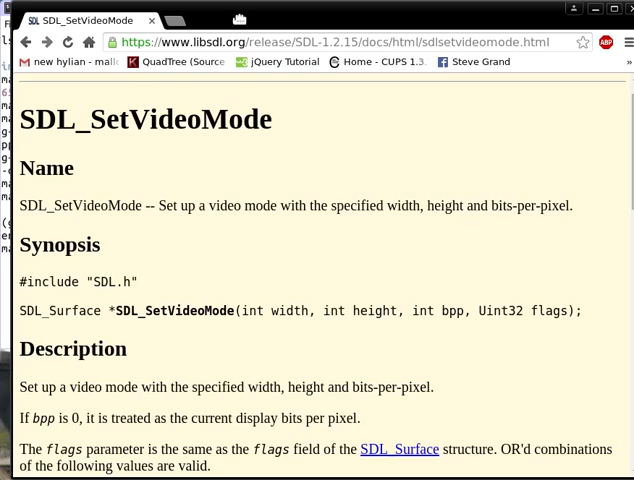 SDL_SetVideoMode
https://www.libsdl.org/release/SDL-1.2.15/docs/html/sdlsetvideomode.html
ABP
new hylian - mallo
QuadTree (Source
jQuery Tutorial
Home - CUPS 1.3.
Steve Grand
»
SDL_SetVideoMode
Name
SDL_SetVideoMode -- Set up a video mode with the specified width, height and bits-per-pixel.
Synopsis
#include "SDL.h"
SDL_Surface *SDL_SetVideoMode(int width, int height, int bpp, Uint32 flags);
Description
Set up a video mode with the specified width, height and bits-per-pixel.
If bpp is 0, it is treated as the current display bits per pixel.
The flags parameter is the same as the flags field of the SDL_Surface structure. OR'd combinations
of the following values are valid.